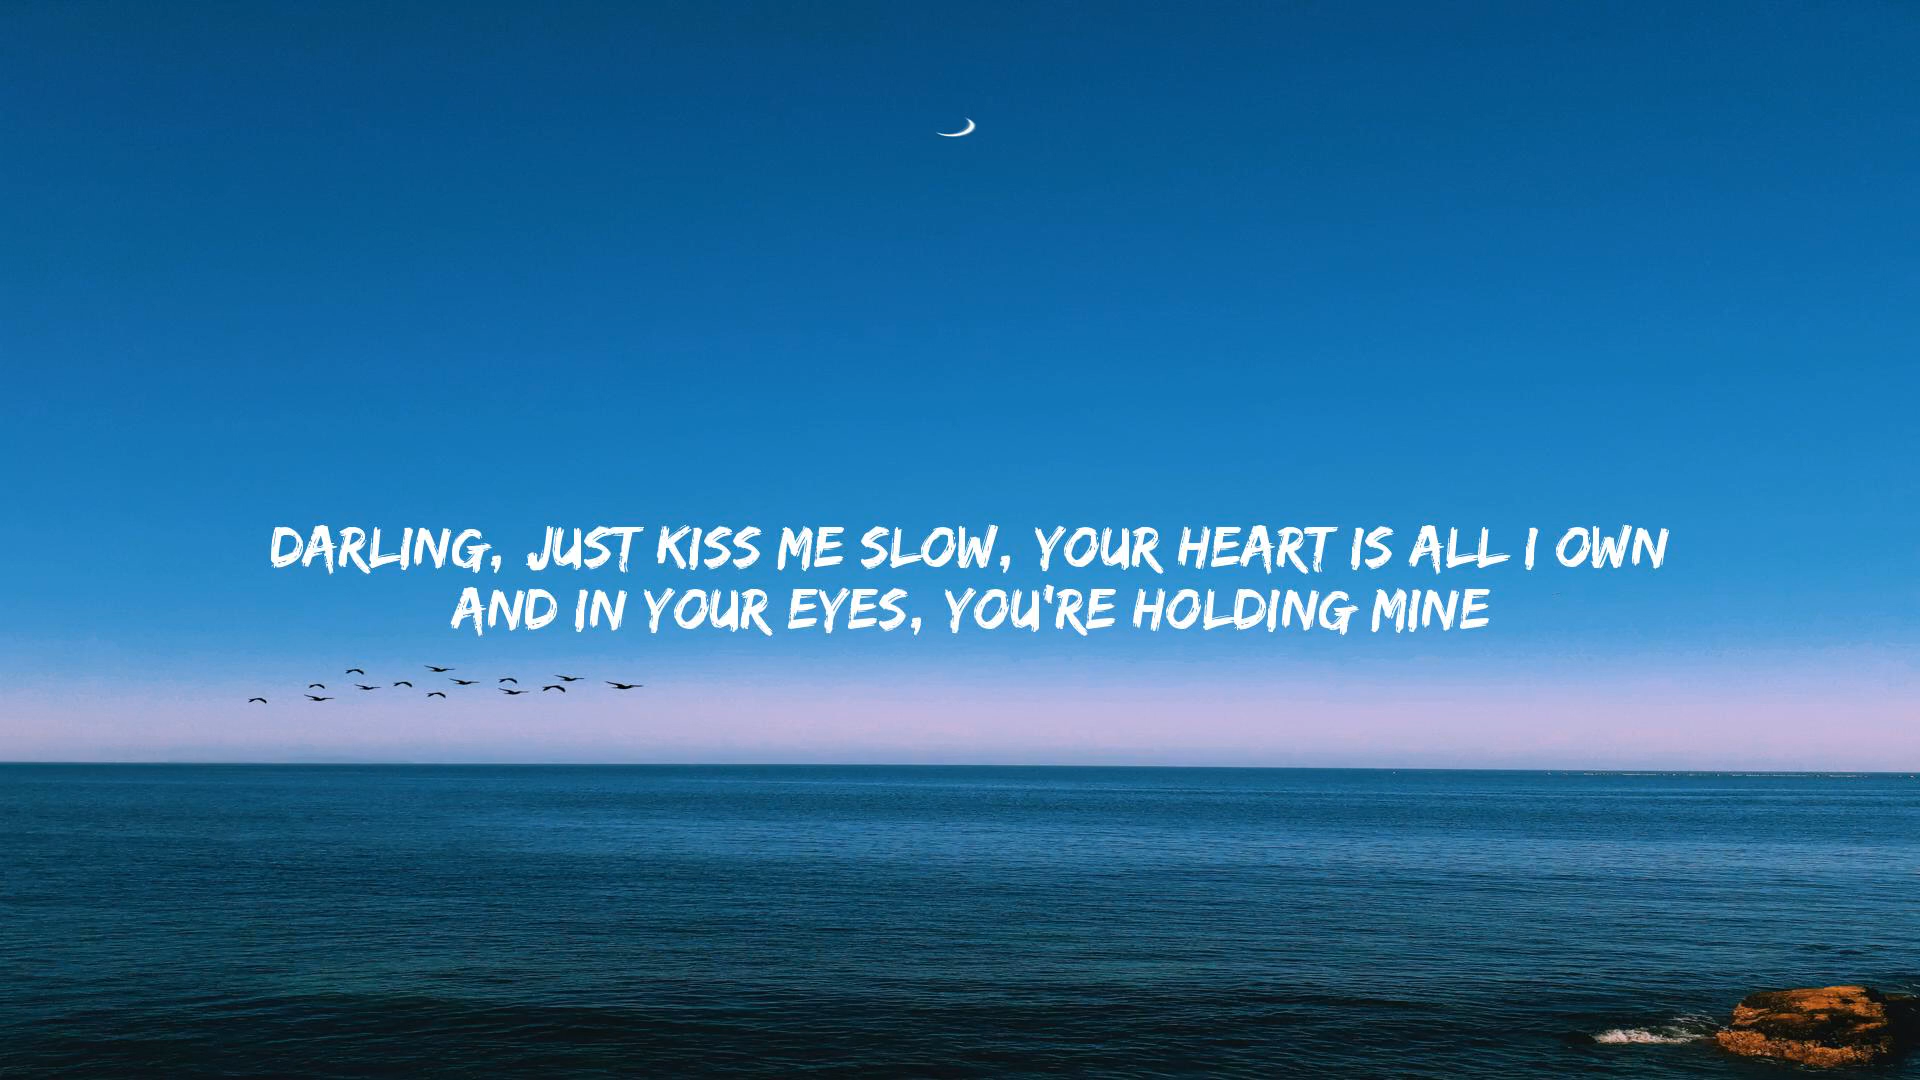 DARLING, JUST KISS ME SLOW, YOUR HEART IS ALL I OWN
AND IN YOUR EYES, YOU'RE HOLDING MINE